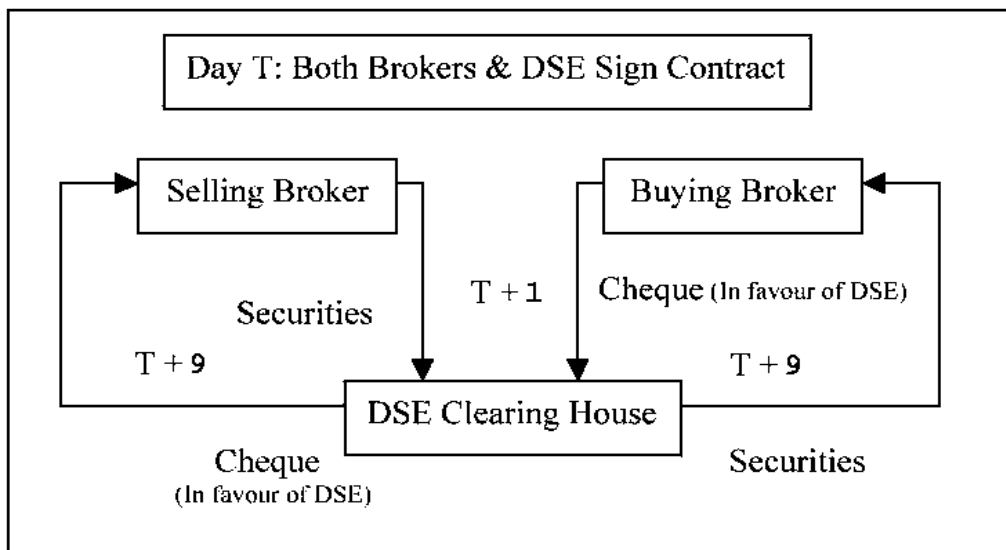 Day T: Both Brokers & DSE Sign Contract
Selling Broker
Buying Broker
T + 1
Cheque (In favour of DSE)
Securities
T + 9
T + 9
DSE Clearing House
Cheque
(In favour of DSE)
Securities